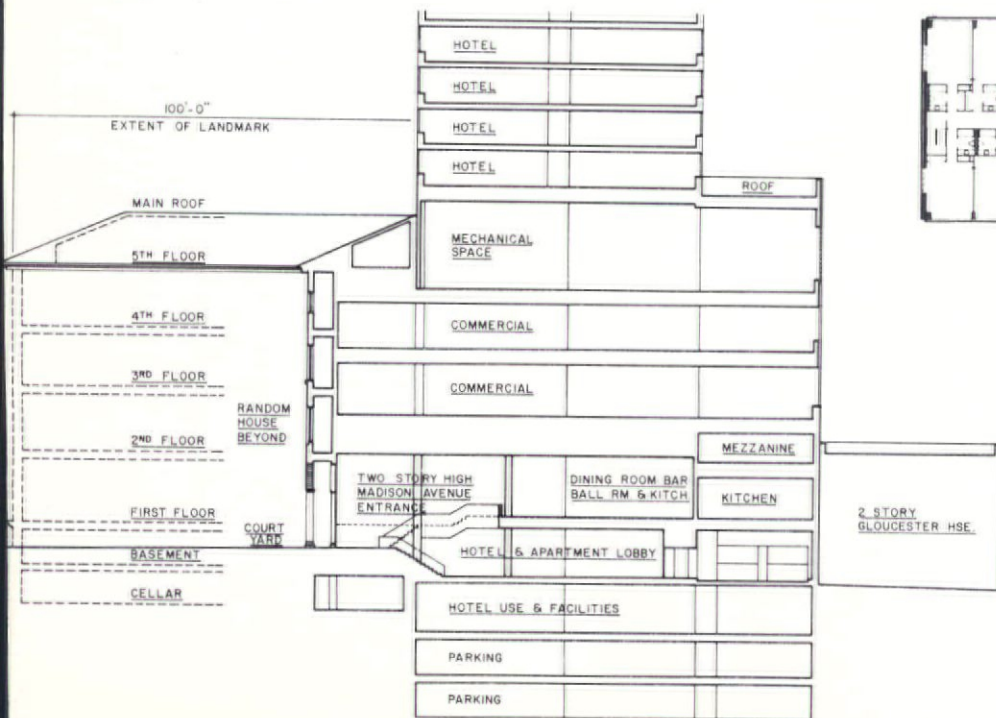 HOTEL
HOTEL
HOTEL
HOTEL
100'-0"
EXTENT OF LANDMARK
ROOF
MAIN ROOF
5TH FLOOR
MECHANICAL
SPACE
4TH FLOOR
COMMERCIAL
3RD FLOOR
COMMERCIAL
RANDOM
HOUSE
BEYOND
2ND FLOOR
MEZZANINE
TWO STORY HIGH
MADISON AVENUE
ENTRANCE
DINING ROOM BAR
BALL RM. & KITCH.
KITCHEN
FIRST FLOOR
2 STORY
GLOUCESTER HSE.
COURT
YARD
BASEMENT
HOTEL & APARTMENT LOBBY
CELLAR
HOTEL USE & FACILITIES
PARKING
PARKING